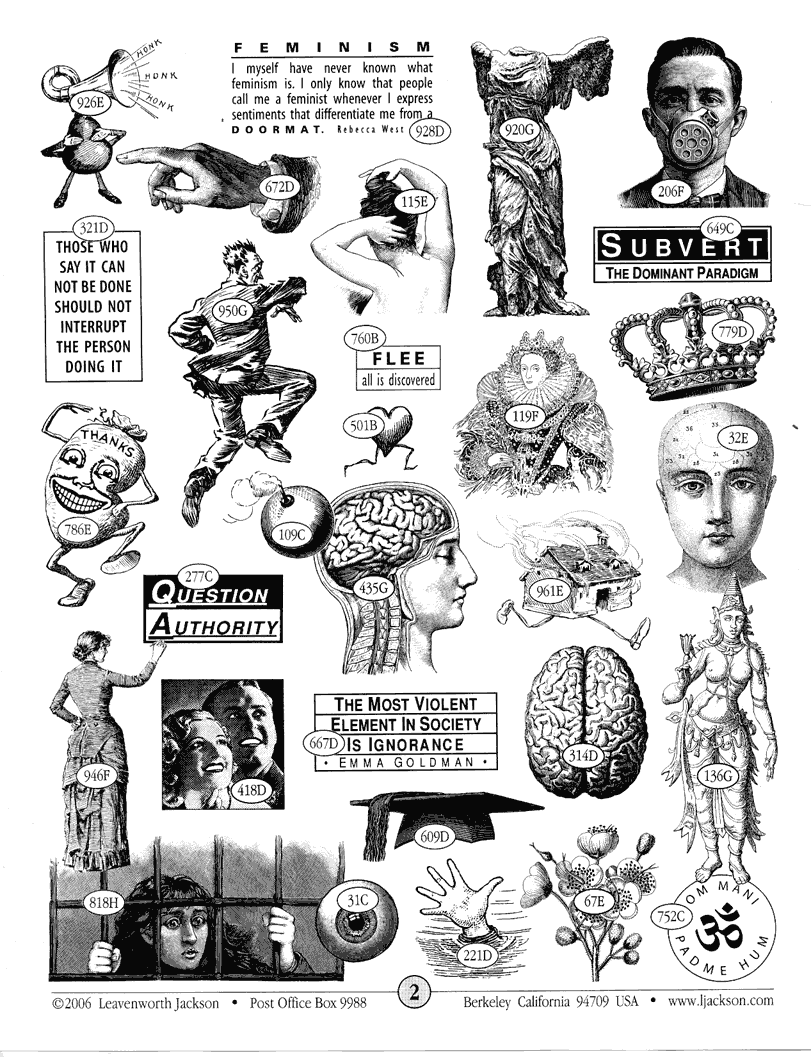 HONK
HONK
HONK
926E
FEMINISM
I myself have never known what
feminism is. I only know that people
call me a feminist whenever I express
sentiments that differentiate me from a
DOORMAT. Rebecca West
928D
920G
206F
672D
115E
321D
THOSE WHO
SAY IT CAN
NOT BE DONE
SHOULD NOT
INTERRUPT
THE PERSON
DOING IT
950G
649C
SUBVERT
THE DOMINANT PARADIGM
760B
FLEE
all is discovered
779D
119F
501B
32E
THANKS
786E
109C
435G
961E
277C
QUESTION
AUTHORITY
946F
418D
THE MOST VIOLENT
ELEMENT IN SOCIETY
667D
IS IGNORANCE
• EMMA GOLDMAN •
314D
136G
609D
818H
31C
221D
67E
752C
OM MANI
PADME HUM
ॐ
©2006 Leavenworth Jackson • Post Office Box 9988
2
Berkeley California 94709 USA • www.ljackson.com